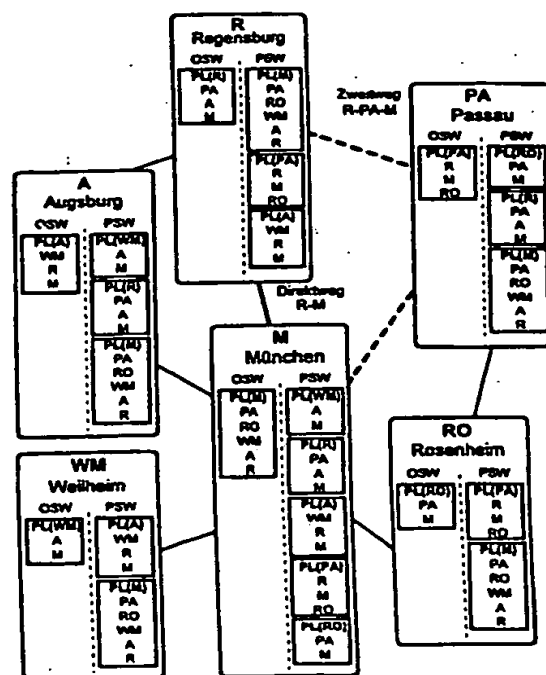 R
Regensburg
OSW PSW
PL(R)
PA
A
M
PL(M)
PA
RO
WM
A
R
PL(PA)
R
M
RO
PL(A)
WM
R
M
Zweitweg
R-PA-M
PA
Passau
OSW PSW
PL(PA)
R
M
RO
PL(RO)
PA
M
PL(R)
PA
A
M
PL(M)
PA
RO
WM
A
R
A
Augsburg
OSW PSW
PL(A)
WM
R
M
PL(WM)
A
M
PL(R)
PA
A
M
PL(M)
PA
RO
WM
A
R
Direktweg
R-M
M
München
OSW PSW
PL(M)
PA
RO
WM
A
R
PL(WM)
A
M
PL(R)
PA
A
M
PL(A)
WM
R
M
PL(PA)
R
M
RO
PL(RO)
PA
M
RO
Rosenheim
OSW PSW
PL(RO)
PA
M
PL(PA)
R
M
RO
PL(M)
PA
RO
WM
A
R
WM
Weilheim
OSW PSW
PL(WM)
A
M
PL(A)
WM
R
M
PL(M)
PA
RO
WM
A
R